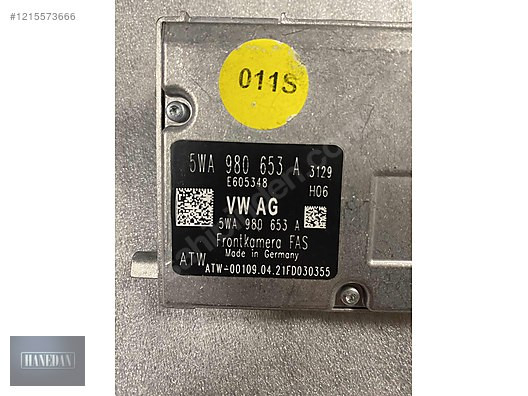 #1215573666
011S
5WA 980 653 A 3129
E605348 H06
VW AG
5WA 980 653 A
Frontkamera FAS
Made in Germany
ATW
ATW-00109.04.21FD030355
HANEDAN